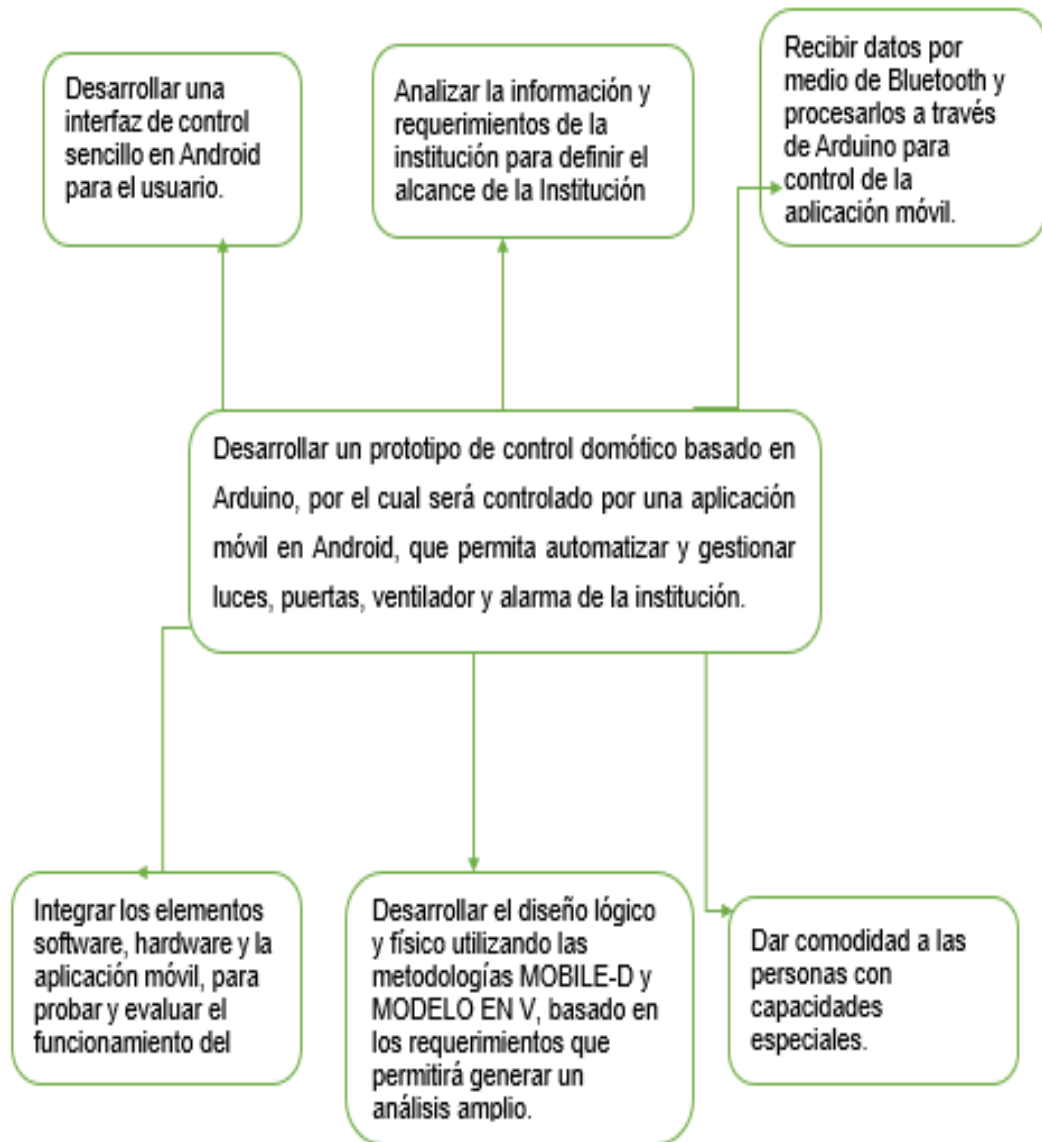 Desarrollar una
interfaz de control
sencillo en Android
para el usuario.
Analizar la información y
requerimientos de la
institución para definir el
alcance de la Institución
Recibir datos por
medio de Bluetooth y
procesarlos a través
de Arduino para
control de la
aplicación móvil.
Desarrollar un prototipo de control domótico basado en
Arduino, por el cual será controlado por una aplicación
móvil en Android, que permita automatizar y gestionar
luces, puertas, ventilador y alarma de la institución.
Integrar los elementos
software, hardware y la
aplicación móvil, para
probar y evaluar el
funcionamiento del
Desarrollar el diseño lógico
y físico utilizando las
metodologías MOBILE-D y
MODELO EN V, basado en
los requerimientos que
permitirá generar un
análisis amplio.
Dar comodidad a las
personas con
capacidades
especiales.